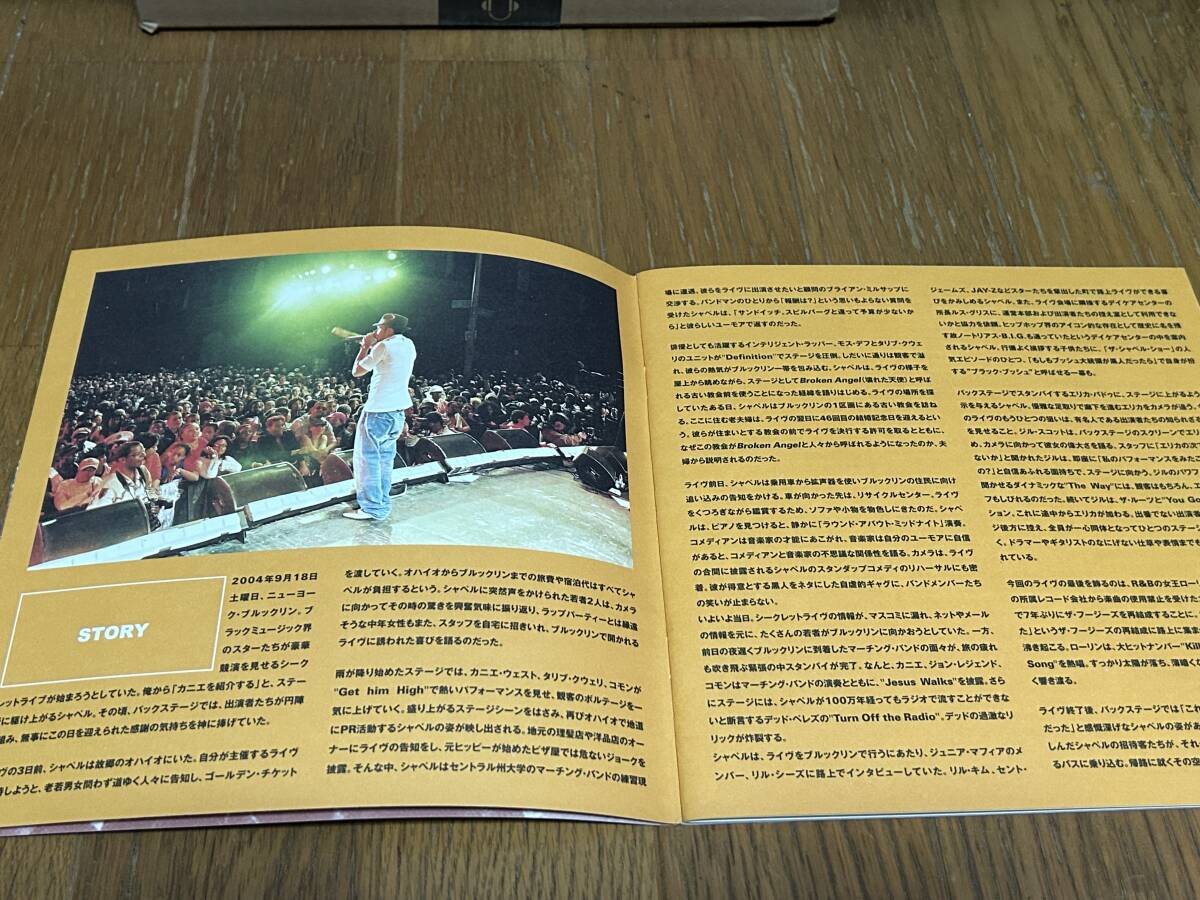 STORY
2004年9月18日
土曜日、ニューヨー
ク・ブルックリン。ブ
ラックミュージック界
のスターたちが豪華
競演を見せるシーク
レットライブが始まろうとしていた。俺から「カニエを紹介する」と、ステー
に駆け上がるシャペル。その頃、バックステージでは、出演者たちが円陣
組み、無事にこの日を迎えられた感謝の気持ちを神に捧げていた。
ヴの3日前、シャペルは故郷のオハイオにいた。自分が主催するライヴ
待しようと、老若男女問わず道ゆく人々に告知し、ゴールデン・チケット
を渡していく。オハイオからブルックリンまでの旅費や宿泊代はすべてシャ
ペルが負担するという。シャペルに突然声をかけられた若者2人は、カメラ
に向かってその時の驚きを興奮気味に振り返り、ラップパーティーとは縁遠
そうな中年女性もまた、スタッフを自宅に招きいれ、ブルックリンで開かれる
ライヴに誘われた喜びを語るのだった。
雨が降り始めたステージでは、カニエ・ウェスト、タリブ・クウェリ、コモンが
"Get him High"で熱いパフォーマンスを見せ、観客のボルテージを一
気に上げていく。盛り上がるステージシーンをはさみ、再びオハイオで地道
にPR活動するシャペルの姿が映し出される。地元の理髪店や洋品店のオー
ナーにライヴの告知をし、元ヒッピーが始めたピザ屋では危ないジョークを
披露。そんな中、シャペルはセントラル州大学のマーチング・バンドの練習現
場に遭遇。彼らをライヴに出演させたいと顧問のブライアン・ミルサップに
交渉する。バンドマンのひとりから「報酬は?」という思いもよらない質問を
受けたシャペルは、「サンドイッチ。スピルバーグと違って予算が少ないか
ら」と彼らしいユーモアで返すのだった。
俳優としても活躍するインテリジェントラッパー、モス・デフとタリブ・クウェ
リのユニットが"Definition"でステージを圧倒。しだいに通りは観客で溢
れ、彼らの熱気がブルックリン一帯を包み込む。シャペルは、ライヴの様子を
屋上から眺めながら、ステージとしてBroken Angel(壊れた天使)と呼ば
れる古い教会前を使うことになった経緯を語りはじめる。ライヴの場所を探
していたある日、シャペルはブルックリンの1区画にある古い教会を訪ね
る。ここに住む老夫婦は、ライヴの翌日に46回目の結婚記念日を迎えるとい
う。彼らが住まいとする教会の前でライヴを決行する許可を取るとともに、
なぜこの教会がBroken Angelと人々から呼ばれるようになったのか、夫
婦から説明されるのだった。
ライヴ前日、シャペルは乗用車から拡声器を使いブルックリンの住民に向け
追い込みの告知をかける。車が向かった先は、リサイクルセンター。ライヴ
をくつろぎながら鑑賞するため、ソファや小物を物色しにきたのだ。シャペ
ルは、ピアノを見つけると、静かに「ラウンド・アバウト・ミッドナイト」演奏。
コメディアンは音楽家の才能にあこがれ、音楽家は自分のユーモアに自信
があると、コメディアンと音楽家の不思議な関係性を語る。カメラは、ライヴ
の合間に披露されるシャペルのスタンダップコメディのリハーサルにも密
着。彼が得意とする黒人をネタにした自虐的ギャグに、バンドメンバーたち
の笑いが止まらない。
いよいよ当日。シークレットライヴの情報が、マスコミに漏れ、ネットやメール
の情報を元に、たくさんの若者がブルックリンに向かおうとしていた。一方、
前日の夜遅くブルックリンに到着したマーチング・バンドの面々が、旅の疲れ
も吹き飛ぶ緊張の中スタンバイが完了。なんと、カニエ、ジョン・レジェンド、
コモンはマーチング・バンドの演奏とともに、"Jesus Walks"を披露。さら
にステージには、シャペルが100万年経ってもラジオで流すことができな
いと断言するデッド・ペレズの"Turn Off the Radio"。デッドの過激なリ
リックが炸裂する。
シャペルは、ライヴをブルックリンで行うにあたり、ジュニア・マフィアのメ
ンバー、リル・シーズに路上でインタビューしていた。リル・キム、セント・
ジェームズ、JAY-Zなどスターたちを輩出した町で路上ライヴができる喜
びをかみしめるシャペル。また、ライヴ会場に隣接するデイケアセンターの
所長ルス・グリスに、運営本部および出演者たちの控え室として利用できな
いかと協力を依頼。ヒップホップ界のアイコン的な存在として歴史に名を残
す故ノートリアス・B.I.G.も通っていたというデイケアセンターの中を案内
されるシャペル。行儀よく挨拶する子供たちに、「ザ・シャペル・ショー」の人
気エピソードのひとつ、「もしもブッシュ大統領が黒人だったら」で自身が扮
する"ブラック・ブッシュ"と呼ばせる一幕も。
バックステージでスタンバイするエリカ・バドゥに、ステージに上がるよう
示を与えるシャペル。優雅な足取りで廊下を進むエリカをカメラが追う。
のライヴのもうひとつの狙いは、有名人である出演者たちの知られざる
を見せること。ジル・スコットは、バックステージのスクリーンでエリ
め、カメラに向かって彼女の偉大さを語る。スタッフに「エリカの次で
ないか」と聞かれたジルは、即座に「私のパフォーマンスをみたこ
の?」と自信あふれる面持ちで、ステージに向かう。ジルのパワフ
聞かせるダイナミックな"The Way"には、観客はもちろん、エ
フもしびれるのだった。続いてジルは、ザ・ルーツと"You Go
ション。これに途中からエリカが加わる。出番でない出演者
ジ後方に控え、全員が一心同体となってひとつのステージ
く。ドラマーやギタリストのなにげない仕草や表情までも
れている。
今回のライヴの最後を飾るのは、R&Bの女王ロー
の所属レコード会社から楽曲の使用禁止を受けた
で7年ぶりにザ・フージーズを再結成することに。
た」というザ・フージーズの再結成に路上に集ま
沸き起こる。ローリンは、大ヒットナンバー"Kill
Song"を熱唱。すっかり太陽が落ち、薄暗くな
く響き渡る。
ライヴ終了後、バックステージでは「これ
だった」と感慨深げなシャペルの姿があ
しんだシャペルの招待客たちが、それ
るバスに乗り込む。帰路に就くその空